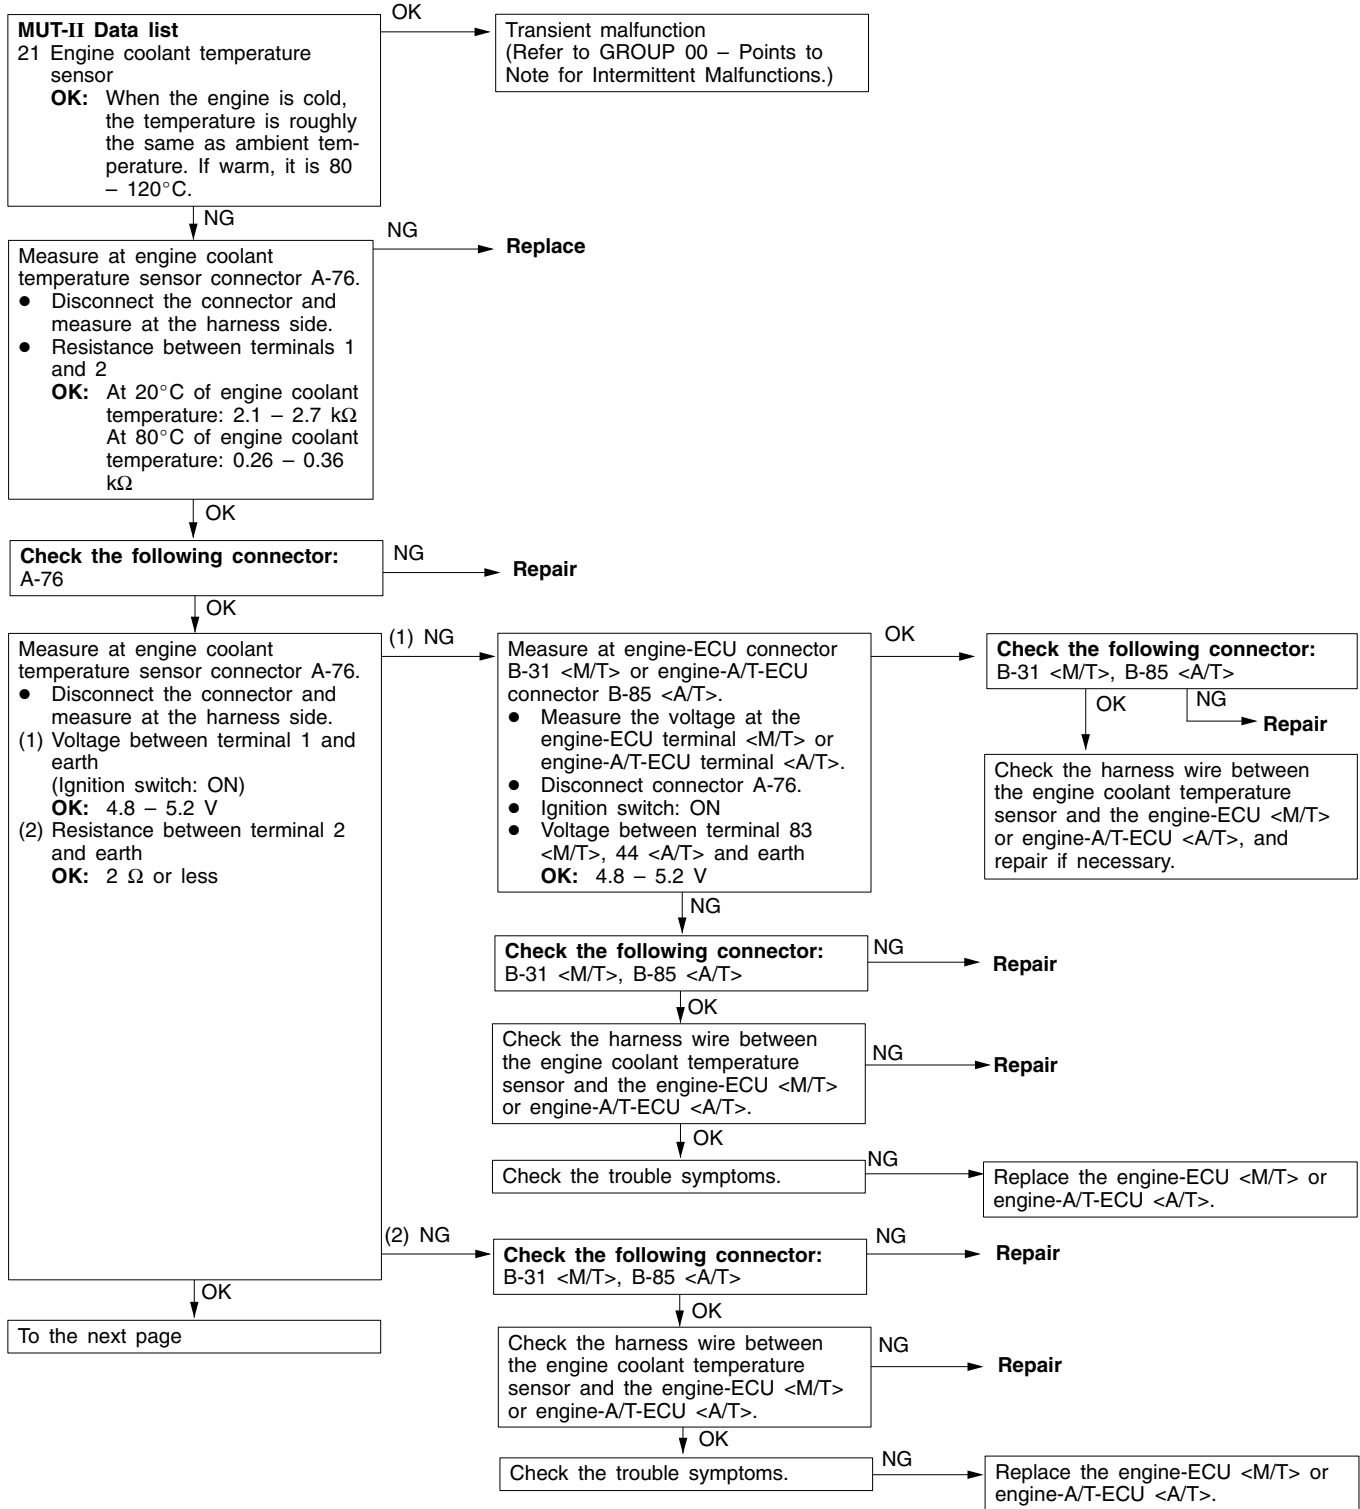 MUT-II Data list
21 Engine coolant temperature
sensor
OK: When the engine is cold,
the temperature is roughly
the same as ambient tem-
perature. If warm, it is 80
– 120°C.
OK
Transient malfunction
(Refer to GROUP 00 – Points to
Note for Intermittent Malfunctions.)
NG
Measure at engine coolant
temperature sensor connector A-76.
● Disconnect the connector and
measure at the harness side.
● Resistance between terminals 1
and 2
OK: At 20°C of engine coolant
temperature: 2.1 – 2.7 kΩ
At 80°C of engine coolant
temperature: 0.26 – 0.36
kΩ
NG
Replace
OK
Check the following connector:
A-76
NG
Repair
OK
Measure at engine coolant
temperature sensor connector A-76.
● Disconnect the connector and
measure at the harness side.
(1) Voltage between terminal 1 and
earth
(Ignition switch: ON)
OK: 4.8 – 5.2 V
(2) Resistance between terminal 2
and earth
OK: 2 Ω or less
(1) NG
Measure at engine-ECU connector
B-31 <M/T> or engine-A/T-ECU
connector B-85 <A/T>.
● Measure the voltage at the
engine-ECU terminal <M/T> or
engine-A/T-ECU terminal <A/T>.
● Disconnect connector A-76.
● Ignition switch: ON
● Voltage between terminal 83
<M/T>, 44 <A/T> and earth
OK: 4.8 – 5.2 V
OK
Check the following connector:
B-31 <M/T>, B-85 <A/T>
OK
NG
Repair
Check the harness wire between
the engine coolant temperature
sensor and the engine-ECU <M/T>
or engine-A/T-ECU <A/T>, and
repair if necessary.
NG
Check the following connector:
B-31 <M/T>, B-85 <A/T>
NG
Repair
OK
Check the harness wire between
the engine coolant temperature
sensor and the engine-ECU <M/T>
or engine-A/T-ECU <A/T>.
NG
Repair
OK
Check the trouble symptoms.
NG
Replace the engine-ECU <M/T> or
engine-A/T-ECU <A/T>.
(2) NG
Check the following connector:
B-31 <M/T>, B-85 <A/T>
NG
Repair
OK
To the next page
OK
Check the harness wire between
the engine coolant temperature
sensor and the engine-ECU <M/T>
or engine-A/T-ECU <A/T>.
NG
Repair
OK
Check the trouble symptoms.
NG
Replace the engine-ECU <M/T> or
engine-A/T-ECU <A/T>.